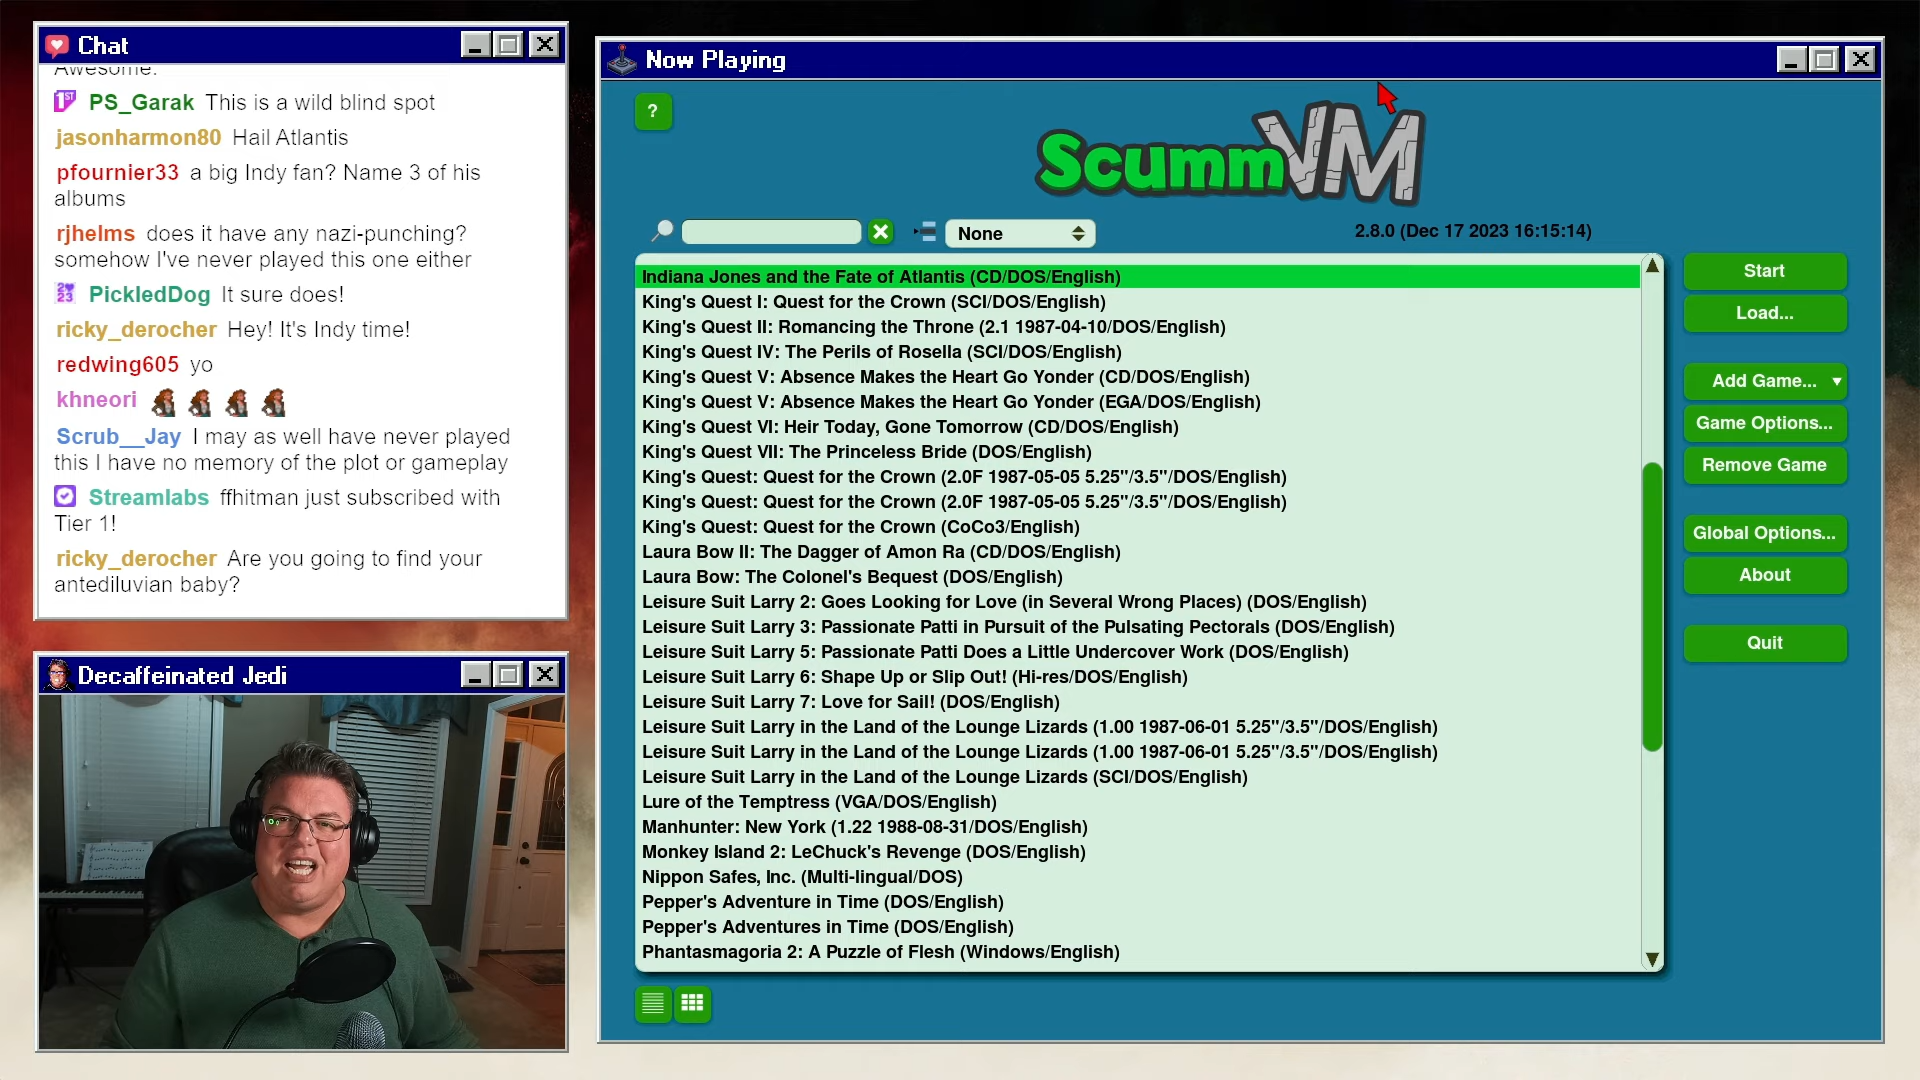 Chat
Awesome.
PS_Garak This is a wild blind spot
jasonharmon80 Hail Atlantis
pfournier33 a big Indy fan? Name 3 of his
albums
rjhelms does it have any nazi-punching?
somehow I've never played this one either
PickledDog It sure does!
ricky_derocher Hey! It's Indy time!
redwing605 yo
khneori
Scrub__Jay I may as well have never played
this I have no memory of the plot or gameplay
Streamlabs ffhitman just subscribed with
Tier 1!
ricky_derocher Are you going to find your
antediluvian baby?
Decaffeinated Jedi
Now Playing
?
ScummVM
None
2.8.0 (Dec 17 2023 16:15:14)
Indiana Jones and the Fate of Atlantis (CD/DOS/English)
King's Quest I: Quest for the Crown (SCI/DOS/English)
King's Quest II: Romancing the Throne (2.1 1987-04-10/DOS/English)
King's Quest IV: The Perils of Rosella (SCI/DOS/English)
King's Quest V: Absence Makes the Heart Go Yonder (CD/DOS/English)
King's Quest V: Absence Makes the Heart Go Yonder (EGA/DOS/English)
King's Quest VI: Heir Today, Gone Tomorrow (CD/DOS/English)
King's Quest VII: The Princeless Bride (DOS/English)
King's Quest: Quest for the Crown (2.0F 1987-05-05 5.25"/3.5"/DOS/English)
King's Quest: Quest for the Crown (2.0F 1987-05-05 5.25"/3.5"/DOS/English)
King's Quest: Quest for the Crown (CoCo3/English)
Laura Bow II: The Dagger of Amon Ra (CD/DOS/English)
Laura Bow: The Colonel's Bequest (DOS/English)
Leisure Suit Larry 2: Goes Looking for Love (in Several Wrong Places) (DOS/English)
Leisure Suit Larry 3: Passionate Patti in Pursuit of the Pulsating Pectorals (DOS/English)
Leisure Suit Larry 5: Passionate Patti Does a Little Undercover Work (DOS/English)
Leisure Suit Larry 6: Shape Up or Slip Out! (Hi-res/DOS/English)
Leisure Suit Larry 7: Love for Sail! (DOS/English)
Leisure Suit Larry in the Land of the Lounge Lizards (1.00 1987-06-01 5.25"/3.5"/DOS/English)
Leisure Suit Larry in the Land of the Lounge Lizards (1.00 1987-06-01 5.25"/3.5"/DOS/English)
Leisure Suit Larry in the Land of the Lounge Lizards (SCI/DOS/English)
Lure of the Temptress (VGA/DOS/English)
Manhunter: New York (1.22 1988-08-31/DOS/English)
Monkey Island 2: LeChuck's Revenge (DOS/English)
Nippon Safes, Inc. (Multi-lingual/DOS)
Pepper's Adventure in Time (DOS/English)
Pepper's Adventures in Time (DOS/English)
Phantasmagoria 2: A Puzzle of Flesh (Windows/English)
Start
Load...
Add Game...
Game Options...
Remove Game
Global Options...
About
Quit